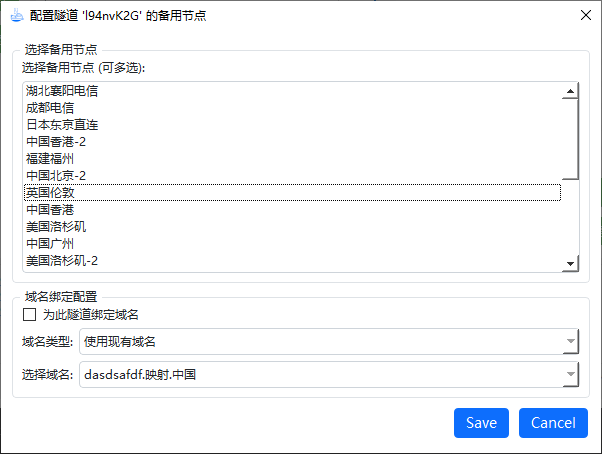 配置隧道 'l94nvK2G' 的备用节点
选择备用节点
选择备用节点 (可多选):
湖北襄阳电信
成都电信
日本东京直连
中国香港-2
福建福州
中国北京-2
英国伦敦
中国香港
美国洛杉矶
中国广州
美国洛杉矶-2
域名绑定配置
为此隧道绑定域名
域名类型: 使用现有域名
选择域名: dasdsafdf.映射.中国
Save Cancel